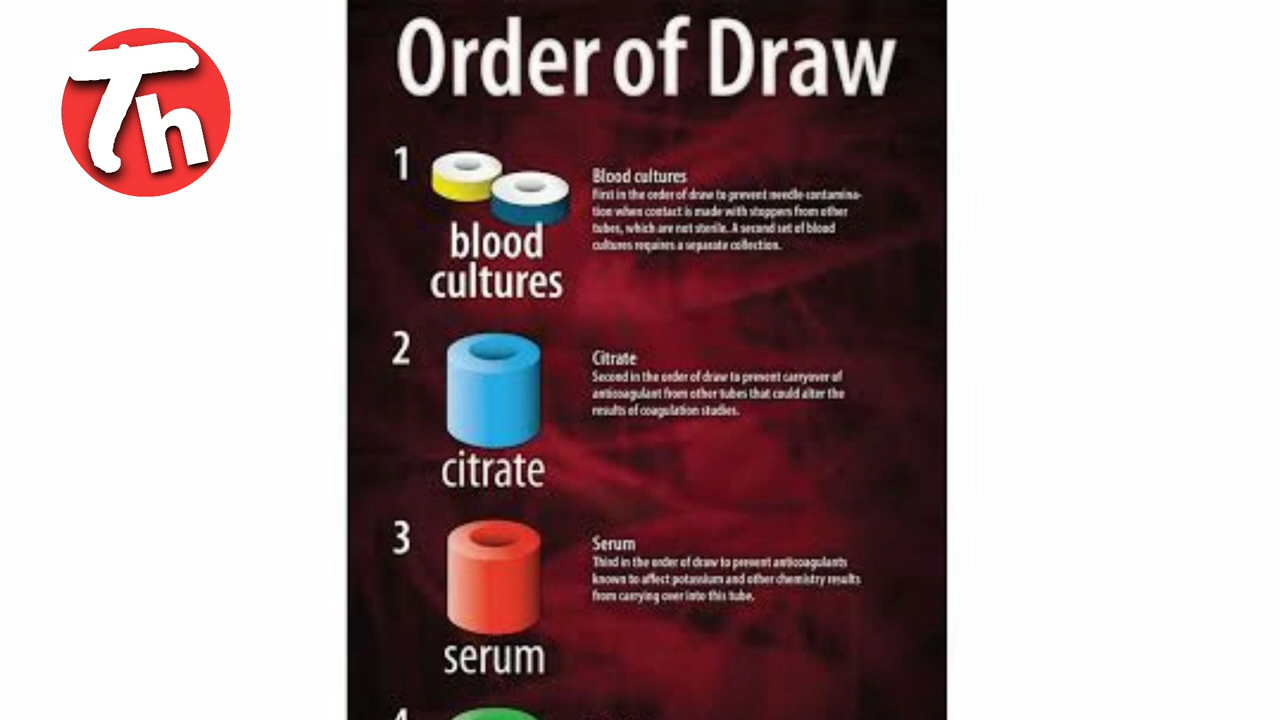 Th
Order of Draw
1
blood
cultures
Blood cultures
First in the order of draw to prevent needle contamina-
tion when contact is made with stoppers from other
tubes, which are not sterile. A second set of blood
cultures requires a separate collection.
2
citrate
Citrate
Second in the order of draw to prevent carryover of
anticoagulant from other tubes that could alter the
results of coagulation studies.
3
serum
Serum
Third in the order of draw to prevent anticoagulants
known to affect potassium and other chemistry results
from carrying over into this tube.
4